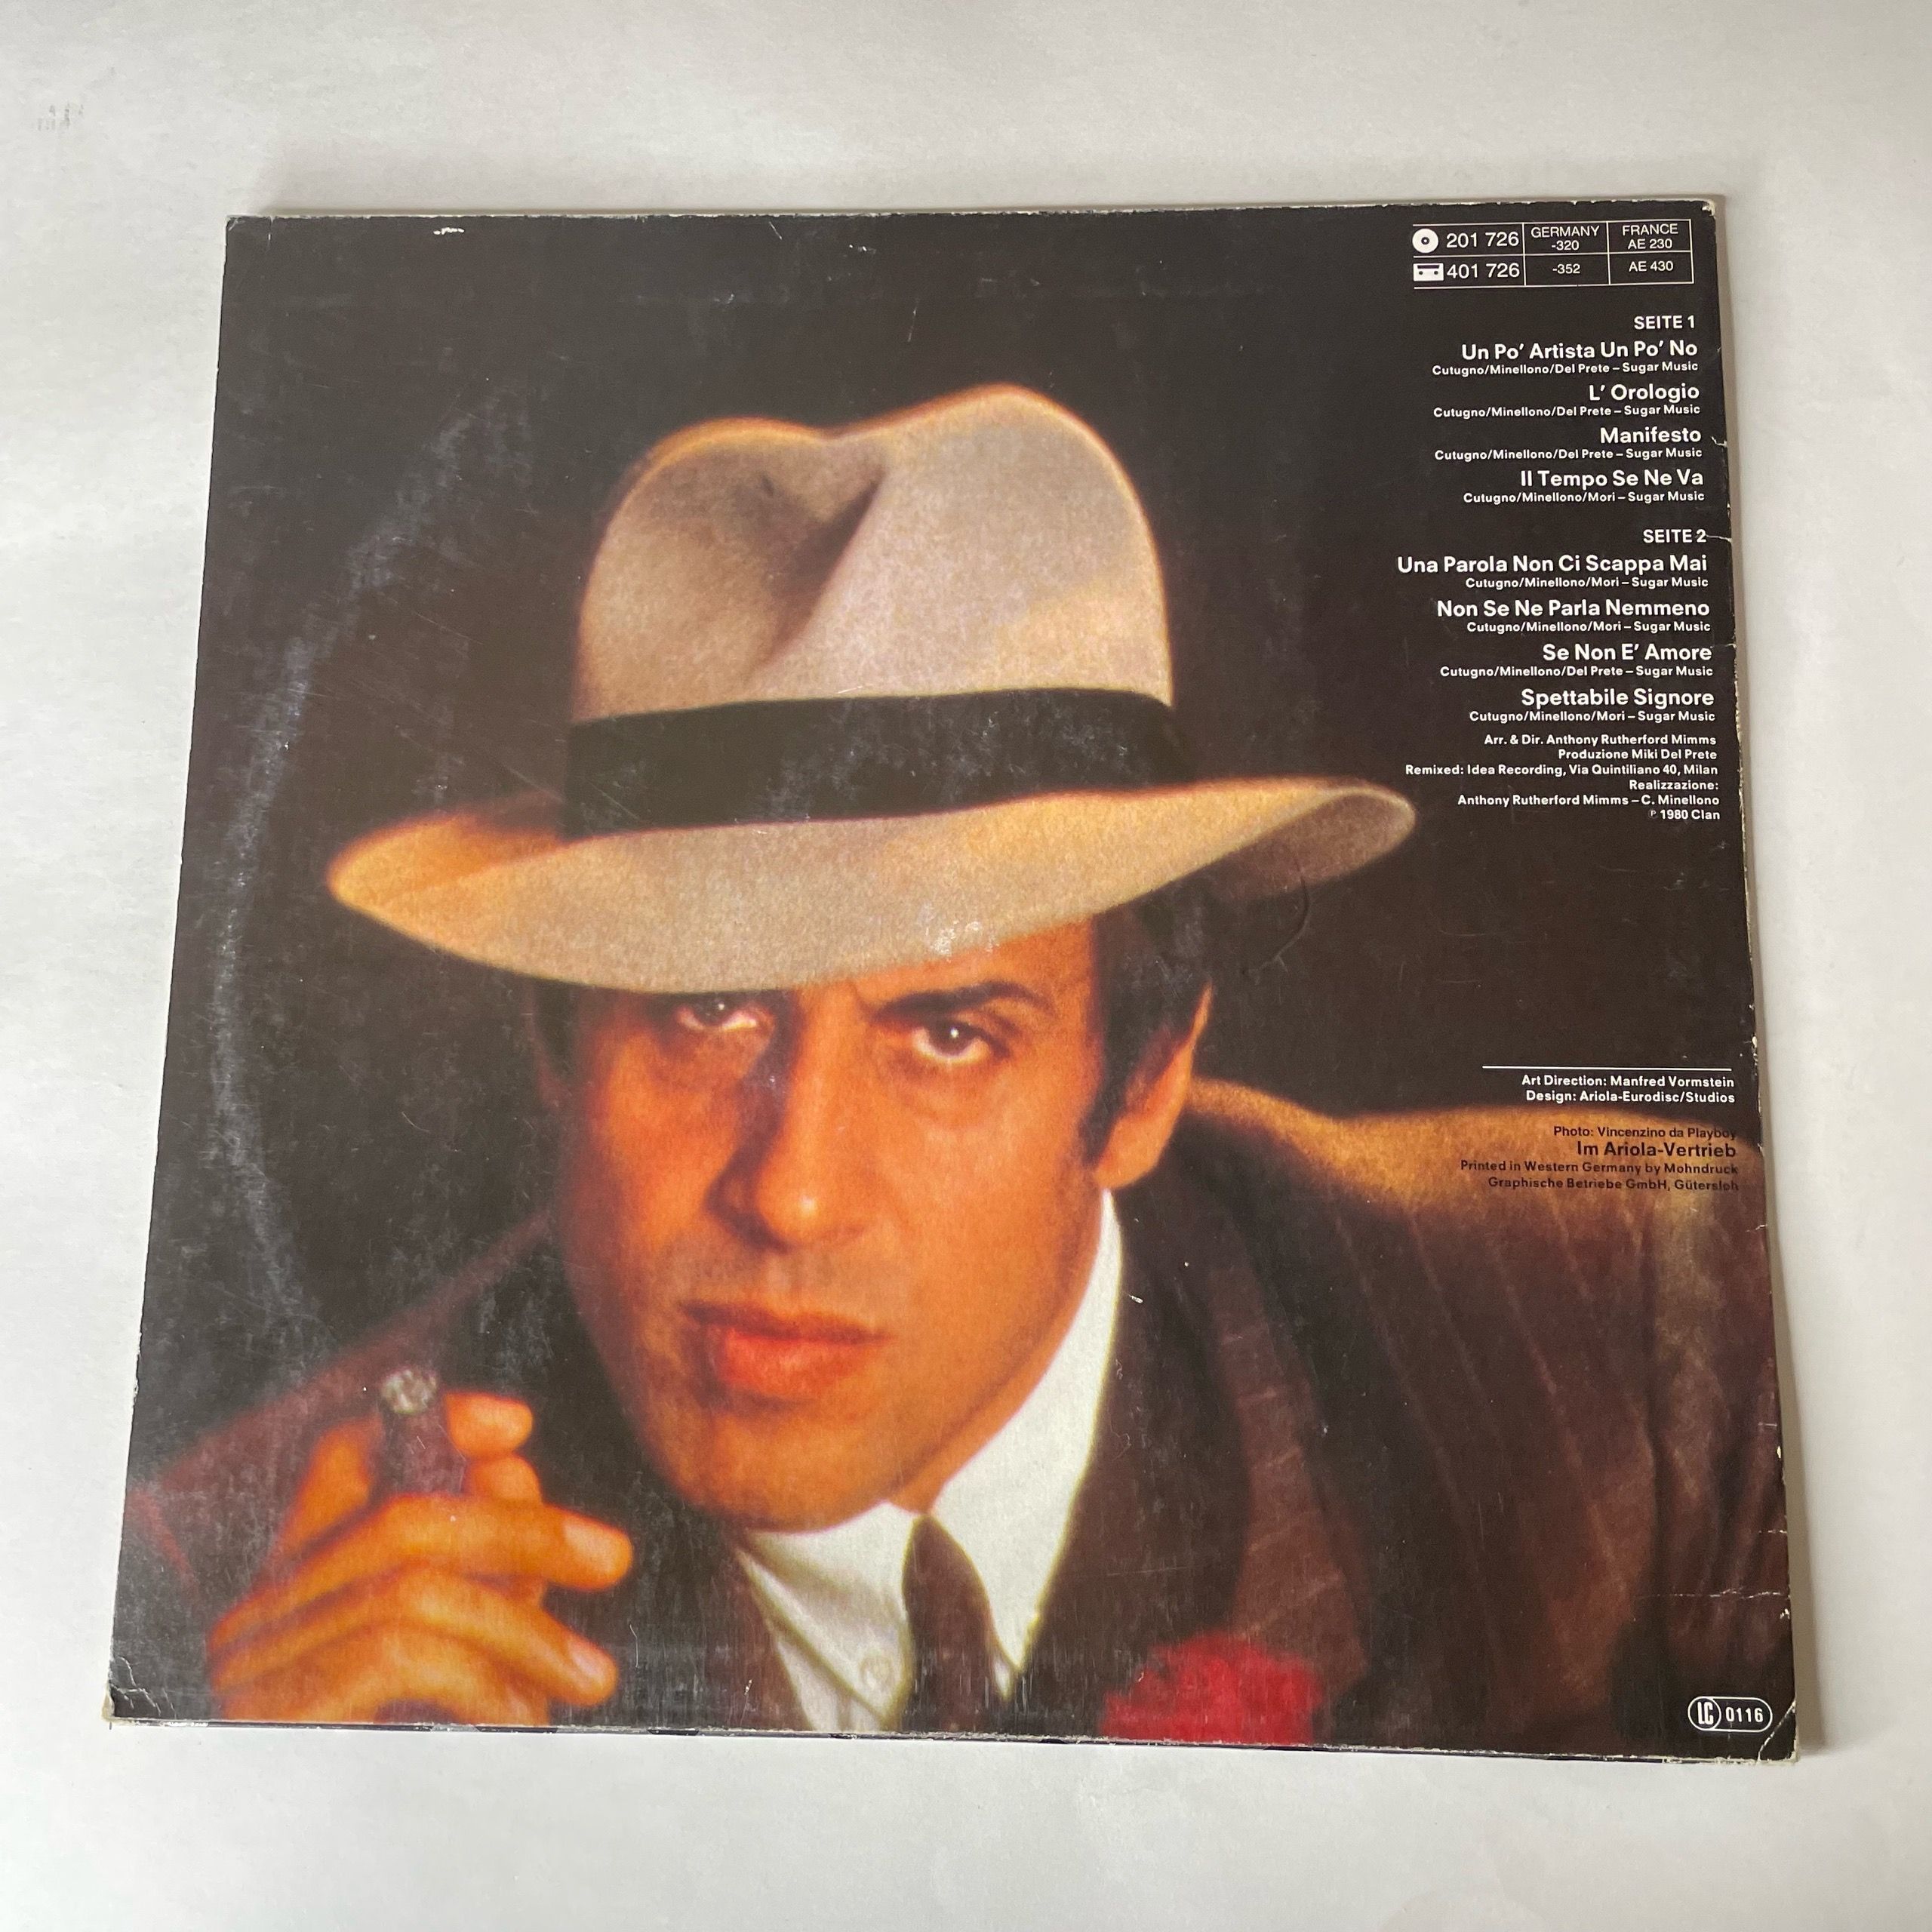 201 726 GERMANY -320 FRANCE AE 230
401 726 -352 AE 430
SEITE 1
Un Po’ Artista Un Po’ No
Cutugno/Minellono/Del Prete – Sugar Music
L’ Orologio
Cutugno/Minellono/Del Prete – Sugar Music
Manifesto
Cutugno/Minellono/Del Prete – Sugar Music
Il Tempo Se Ne Va
Cutugno/Minellono/Mori – Sugar Music
SEITE 2
Una Parola Non Ci Scappa Mai
Cutugno/Minellono/Mori – Sugar Music
Non Se Ne Parla Nemmeno
Cutugno/Minellono/Mori – Sugar Music
Se Non E’ Amore
Cutugno/Minellono/Del Prete – Sugar Music
Spettabile Signore
Cutugno/Minellono/Mori – Sugar Music
Arr. & Dir. Anthony Rutherford Mimms
Produzione Miki Del Prete
Remixed: Idea Recording, Via Quintiliano 40, Milan
Realizzazione:
Anthony Rutherford Mimms – C. Minellono
℗ 1980 Clan
Art Direction: Manfred Vormstein
Design: Ariola-Eurodisc/Studios
Photo: Vincenzino da Playboy
Im Ariola-Vertrieb
Printed in Western Germany by Mohndruck
Graphische Betriebe GmbH, Gütersloh
LC 0116